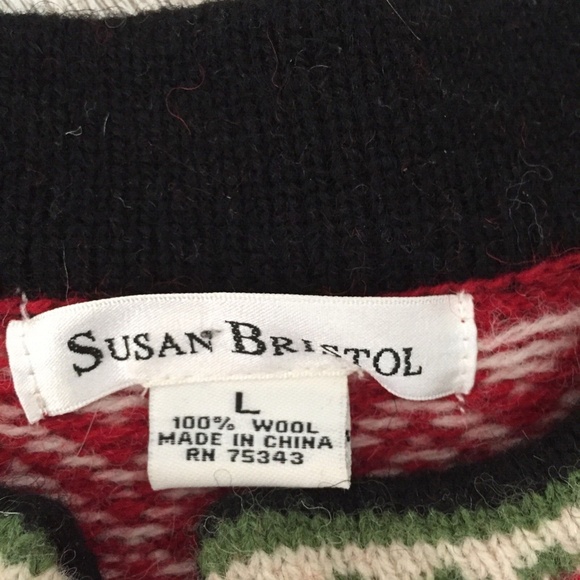 SUSAN BRISTOL
L
100% WOOL
MADE IN CHINA
RN 75343